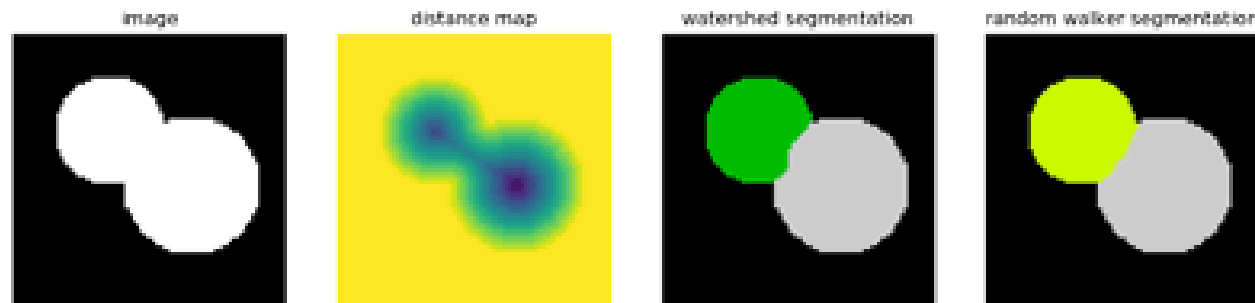 image
distance map
watershed segmentation
random walker segmentation